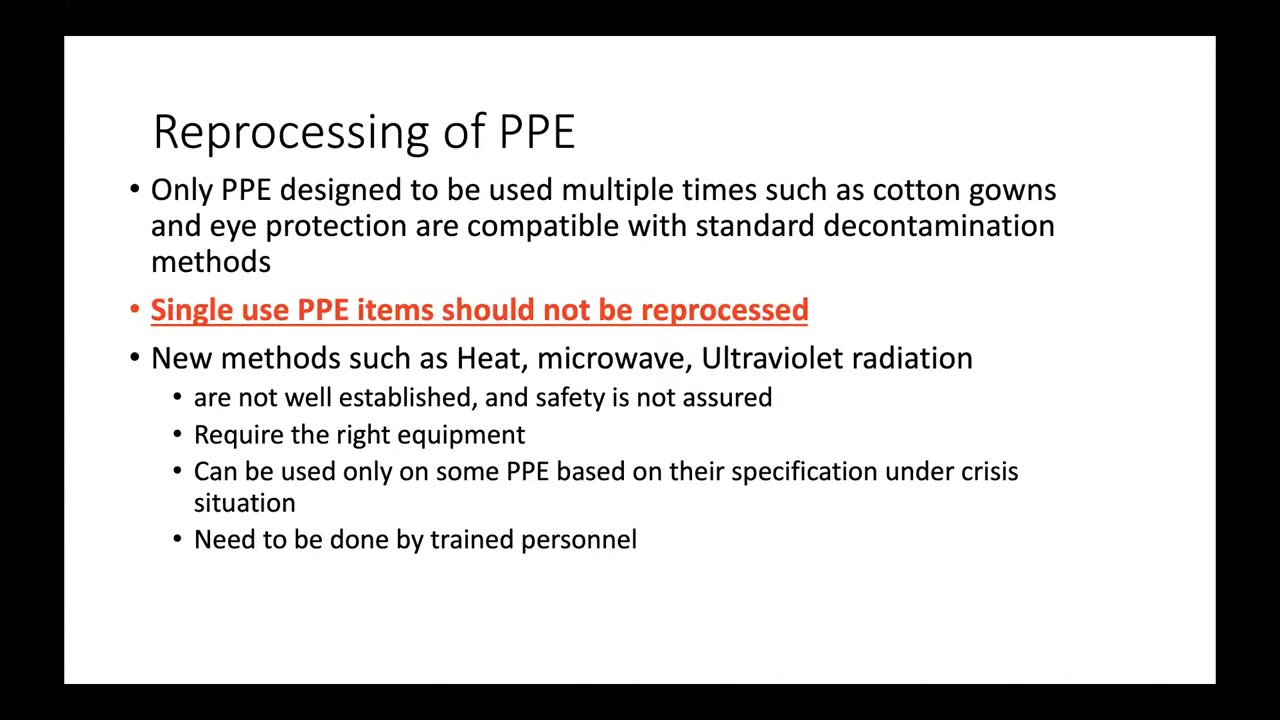 Reprocessing of PPE
• Only PPE designed to be used multiple times such as cotton gowns
and eye protection are compatible with standard decontamination
methods
• Single use PPE items should not be reprocessed
• New methods such as Heat, microwave, Ultraviolet radiation
• are not well established, and safety is not assured
• Require the right equipment
• Can be used only on some PPE based on their specification under crisis
situation
• Need to be done by trained personnel